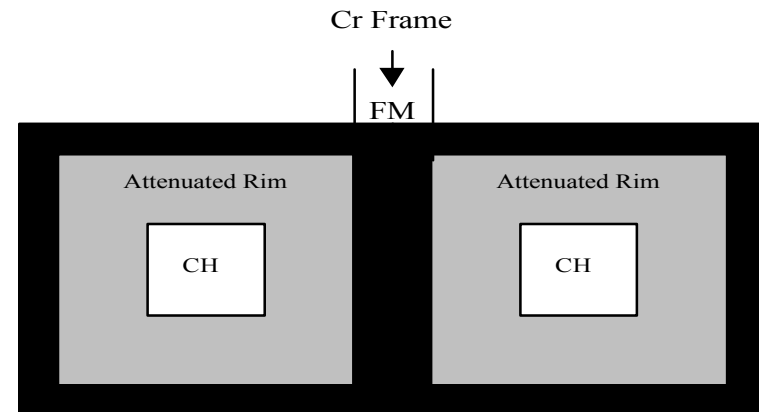 Cr Frame
FM
Attenuated Rim
Attenuated Rim
CH
CH